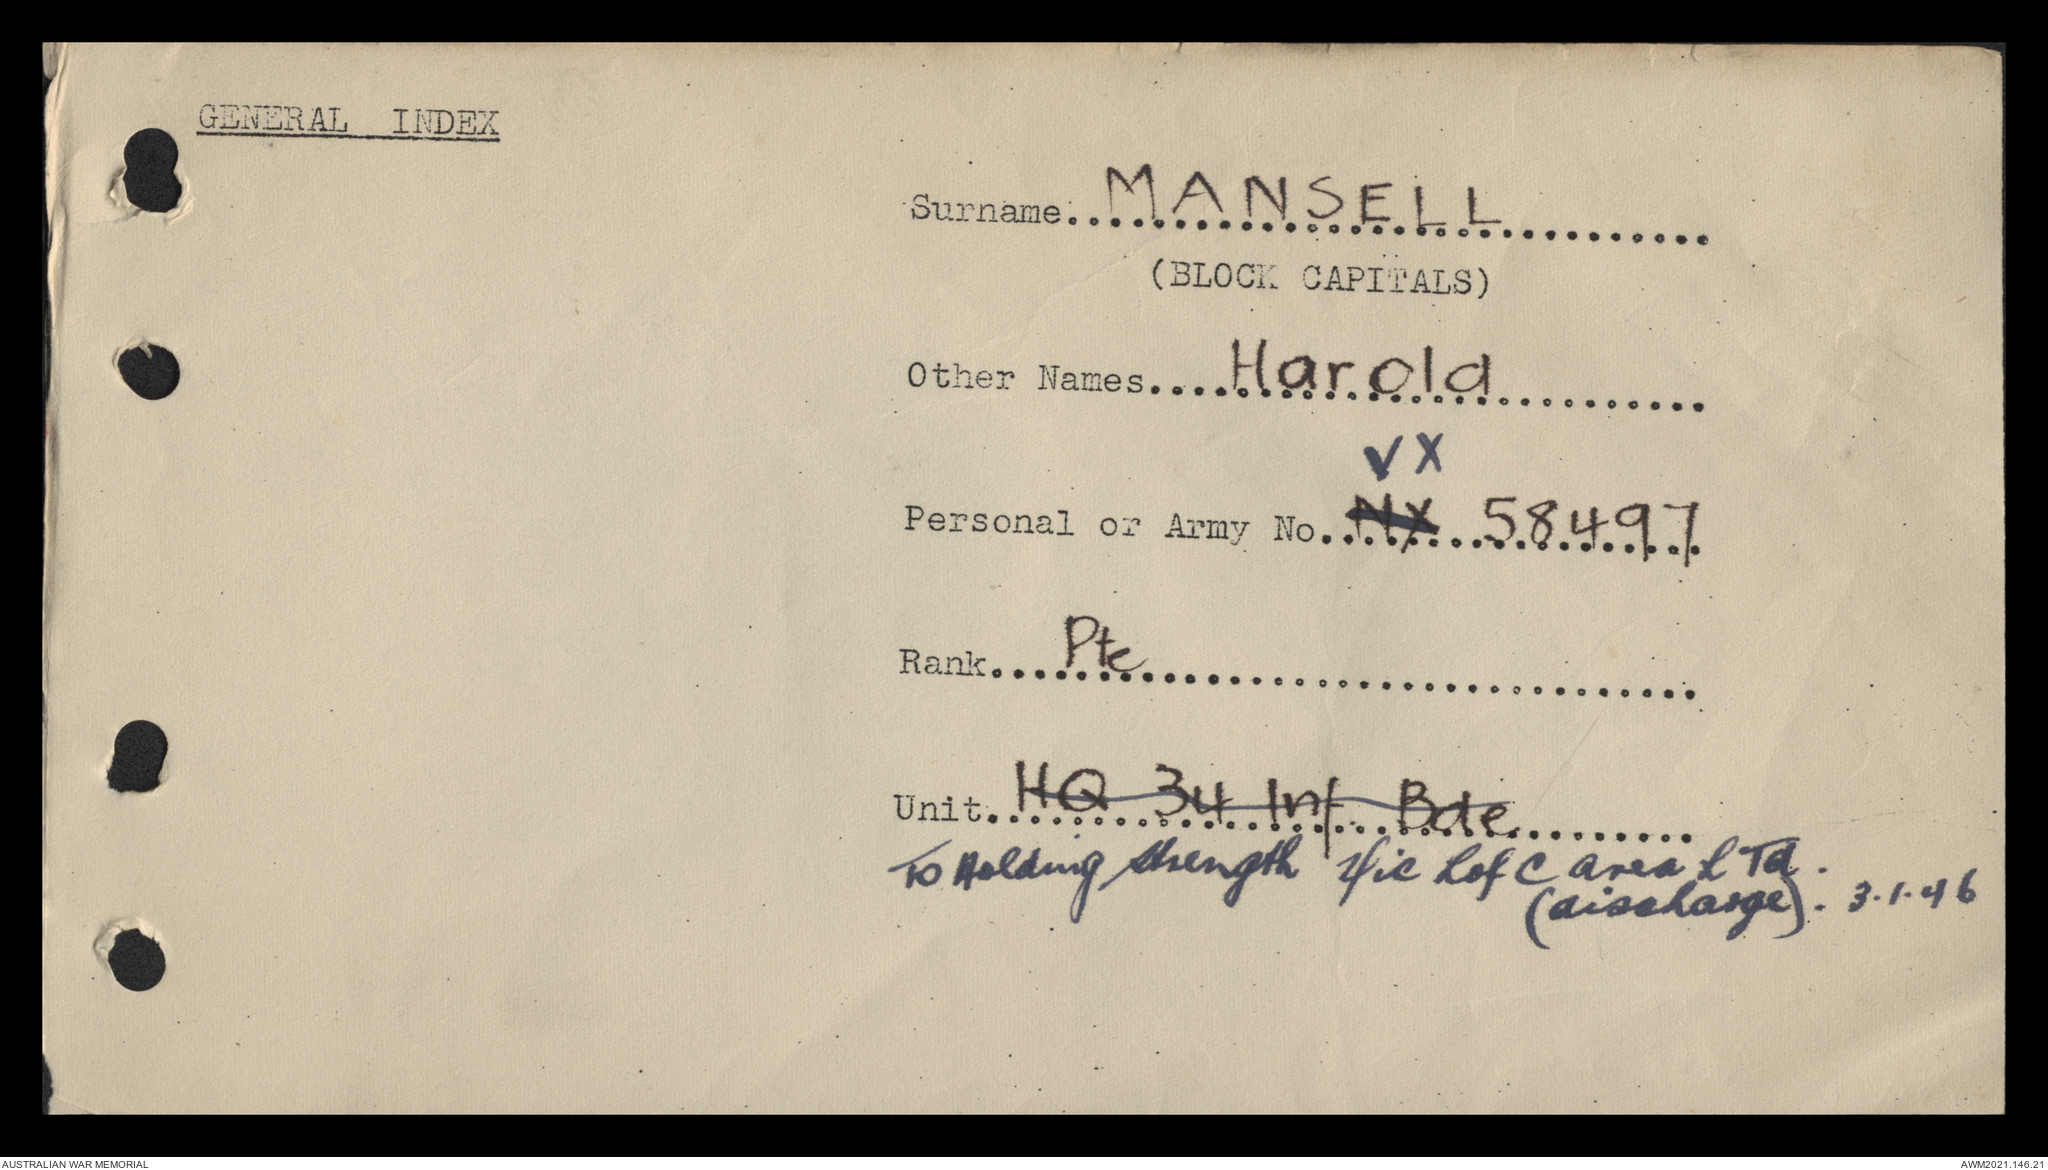 GENERAL INDEX
Surname MANSELL
(BLOCK CAPITALS)
Other Names Harold
VX
Personal or Army No. NX 58497
Rank Pte
Unit HQ 34 Inf Bde
To Holding Strength L of C area L Td.
(discharge). 3.1.46
AUSTRALIAN WAR MEMORIAL
AWM2021.146.21